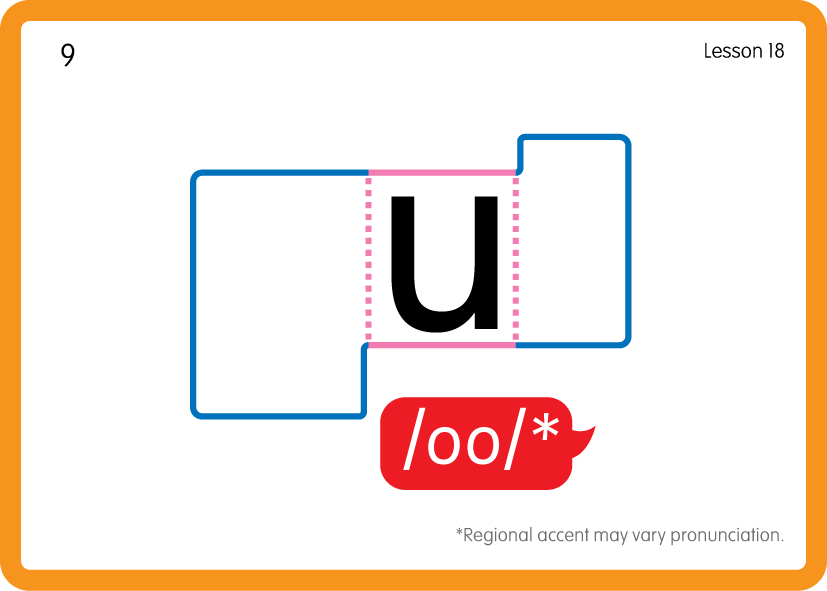 9
Lesson 18
u
/oo/*
*Regional accent may vary pronunciation.